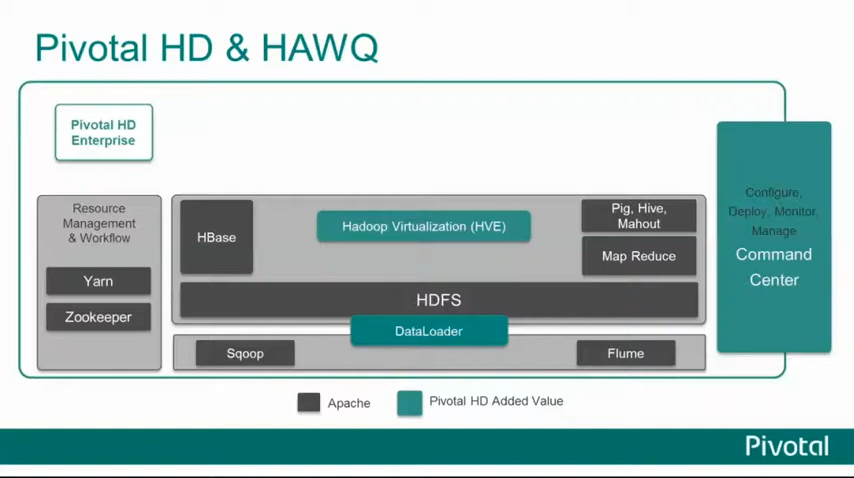 Pivotal HD & HAWQ
Pivotal HD
Enterprise
Resource
Management
& Workflow
Yarn
Zookeeper
HBase
Hadoop Virtualization (HVE)
Pig, Hive,
Mahout
Map Reduce
HDFS
DataLoader
Sqoop
Flume
Configure,
Deploy, Monitor,
Manage
Command
Center
Apache
Pivotal HD Added Value
Pivotal